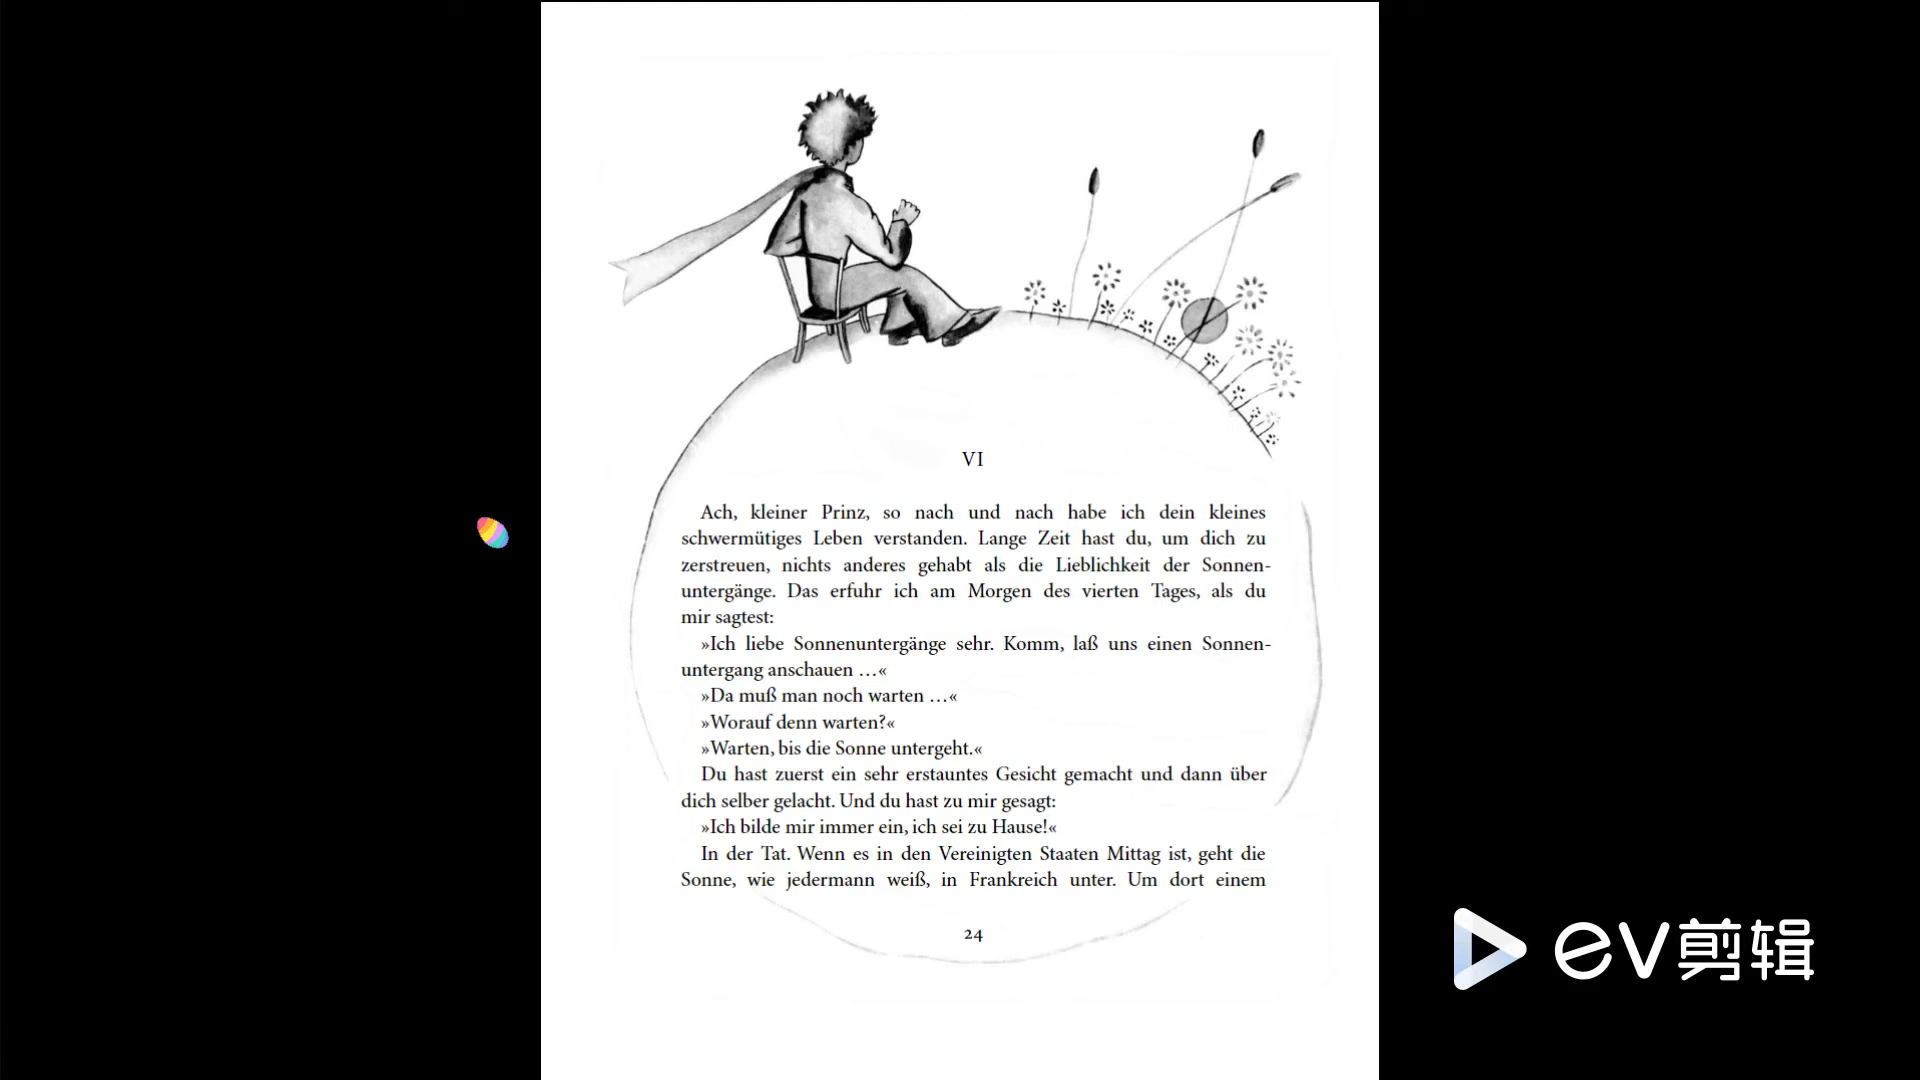 VI
Ach, kleiner Prinz, so nach und nach habe ich dein kleines
schwermütiges Leben verstanden. Lange Zeit hast du, um dich zu
zerstreuen, nichts anderes gehabt als die Lieblichkeit der Sonnen-
untergänge. Das erfuhr ich am Morgen des vierten Tages, als du
mir sagtest:
»Ich liebe Sonnenuntergänge sehr. Komm, laß uns einen Sonnen-
untergang anschauen …«
»Da muß man noch warten …«
»Worauf denn warten?«
»Warten, bis die Sonne untergeht.«
Du hast zuerst ein sehr erstauntes Gesicht gemacht und dann über
dich selber gelacht. Und du hast zu mir gesagt:
»Ich bilde mir immer ein, ich sei zu Hause!«
In der Tat. Wenn es in den Vereinigten Staaten Mittag ist, geht die
Sonne, wie jedermann weiß, in Frankreich unter. Um dort einem
24
ev剪辑